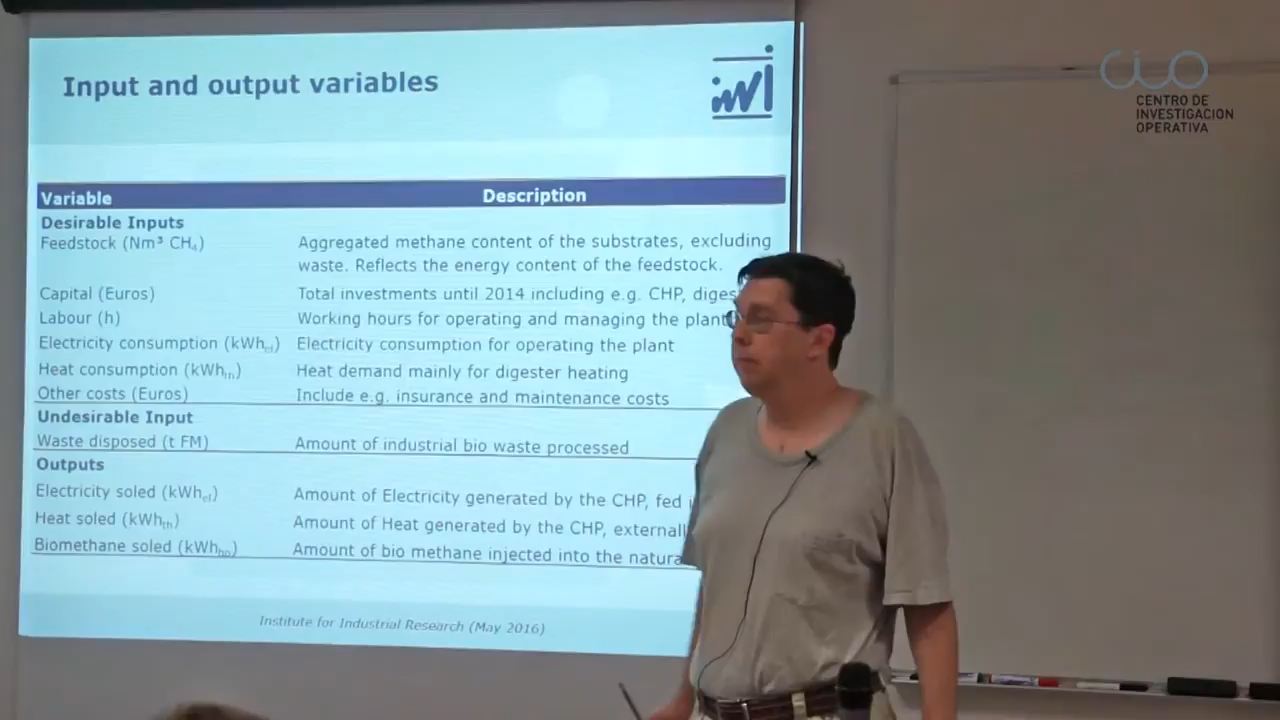 Input and output variables
iWI
CIO
CENTRO DE
INVESTIGACION
OPERATIVA
Variable Description
Desirable Inputs
Feedstock (Nm³ CH₄) Aggregated methane content of the substrates, excluding
waste. Reflects the energy content of the feedstock.
Capital (Euros) Total investments until 2014 including e.g. CHP,
Labour (h) Working hours for operating and managing the plant
Electricity consumption (kWhel) Electricity consumption for operating the plant
Heat consumption (kWhth) Heat demand mainly for digester heating
Other costs (Euros) Include e.g. insurance and maintenance costs
Undesirable Input
Waste disposed (t FM) Amount of industrial bio waste processed
Outputs
Electricity soled (kWhel) Amount of Electricity generated by the CHP, fed
Heat soled (kWhth) Amount of Heat generated by the CHP,
Biomethane soled Amount of bio methane injected into the
Institute for Industrial Research (May 2016)